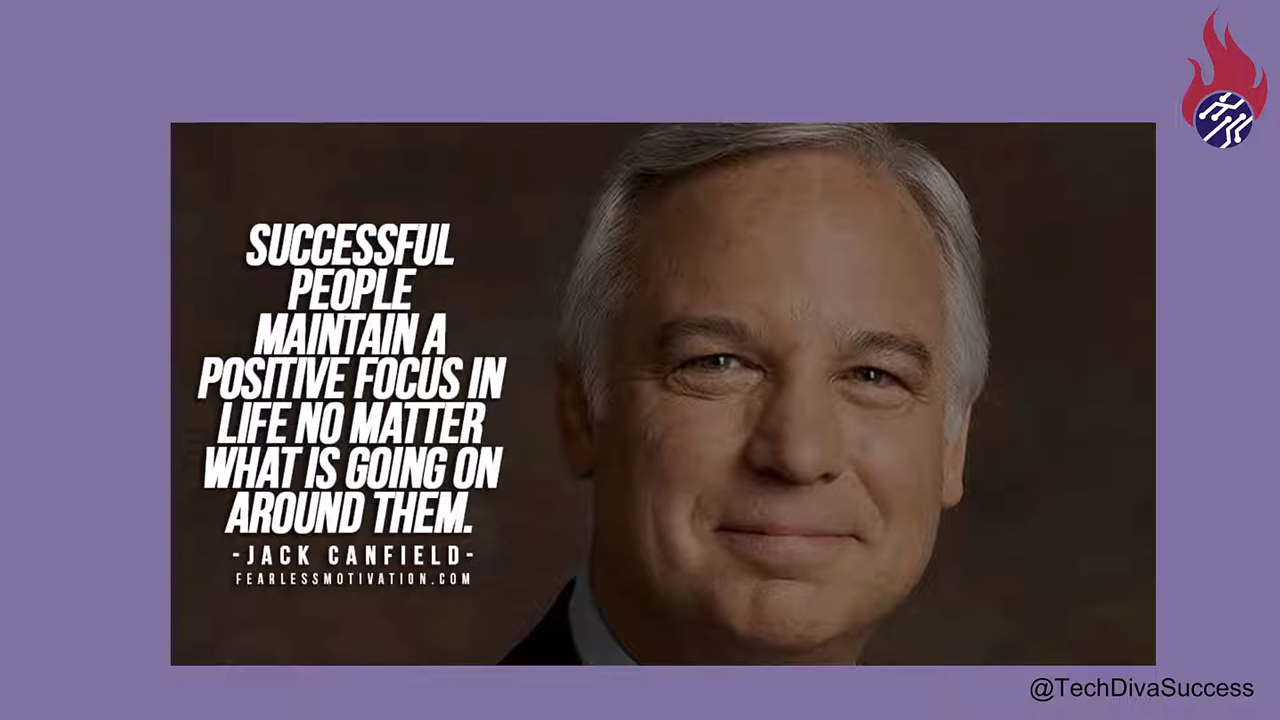 SUCCESSFUL
PEOPLE
MAINTAIN A
POSITIVE FOCUS IN
LIFE NO MATTER
WHAT IS GOING ON
AROUND THEM.
-JACK CANFIELD-
FEARLESSMOTIVATION.COM
@TechDivaSuccess